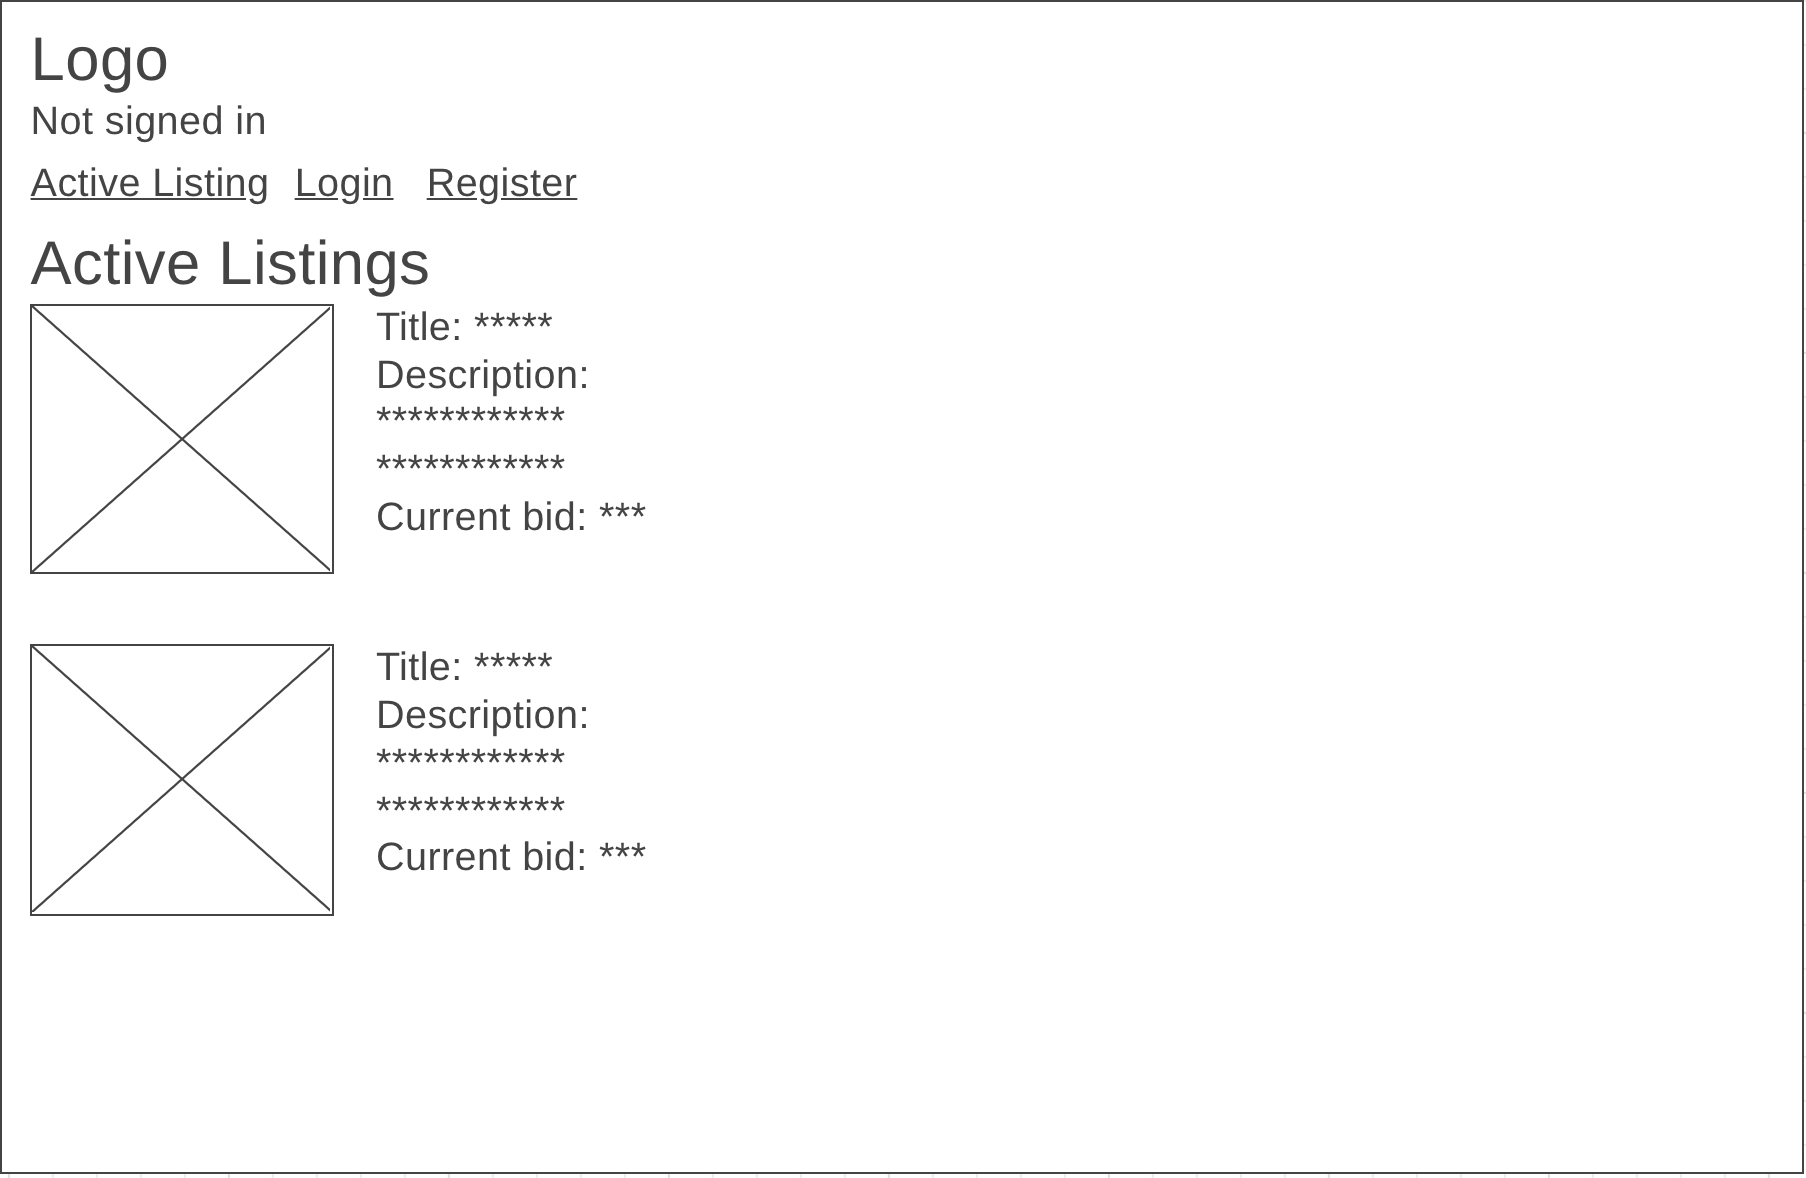 Logo
Not signed in
Active Listing Login Register
Active Listings
Title: *****
Description:
************
************
Current bid: ***
Title: *****
Description:
************
************
Current bid: ***